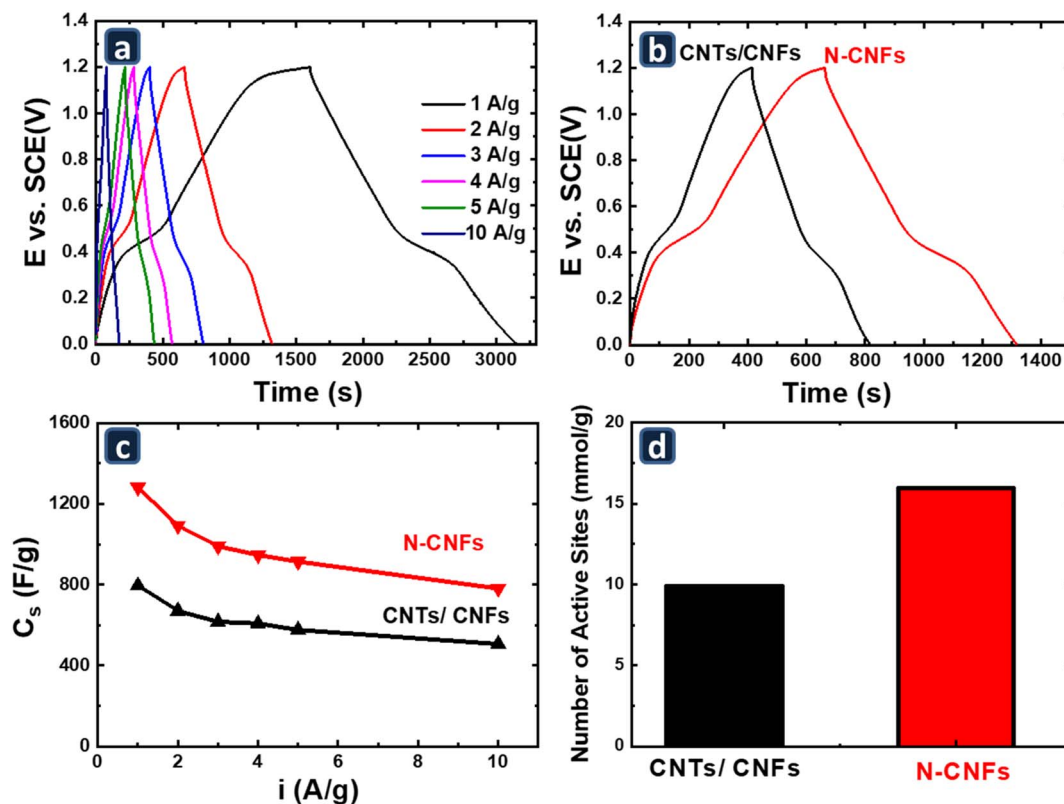 a
1.4
1.2
1.0
0.8
0.6
0.4
0.2
0.0
E vs. SCE(V)
0 500 1000 1500 2000 2500 3000
Time (s)
1 A/g
2 A/g
3 A/g
4 A/g
5 A/g
10 A/g
b
CNTs/CNFs
N-CNFs
1.4
1.2
1.0
0.8
0.6
0.4
0.2
0.0
E vs. SCE(V)
0 200 400 600 800 1000 1200 1400
Time (s)
c
1600
1200
800
400
0
Cs (F/g)
N-CNFs
CNTs/ CNFs
0 2 4 6 8 10
i (A/g)
d
20
15
10
5
0
Number of Active Sites (mmol/g)
CNTs/ CNFs
N-CNFs